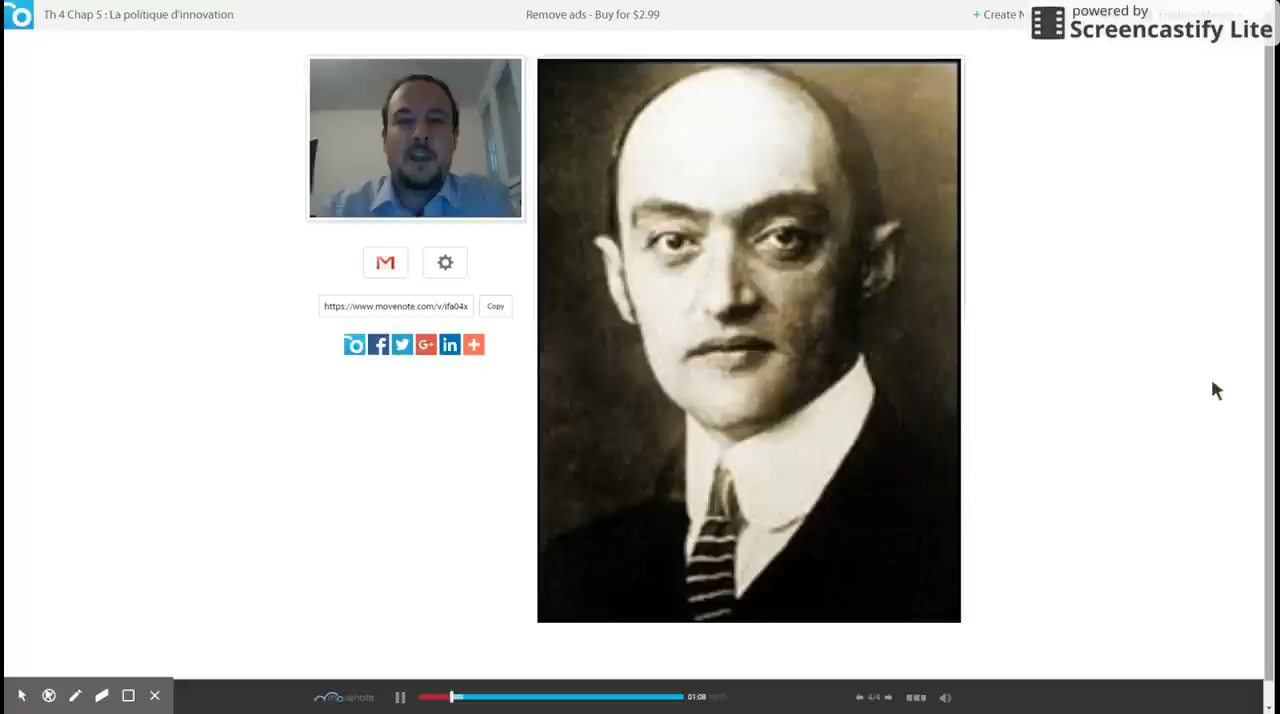 Th 4 Chap 5 : La politique d'innovation
Remove ads - Buy for $2.99
+ Create
powered by
Screencastify Lite
https://www.movenote.com/v/ifa04x
Copy
movenote
01:08
4/4